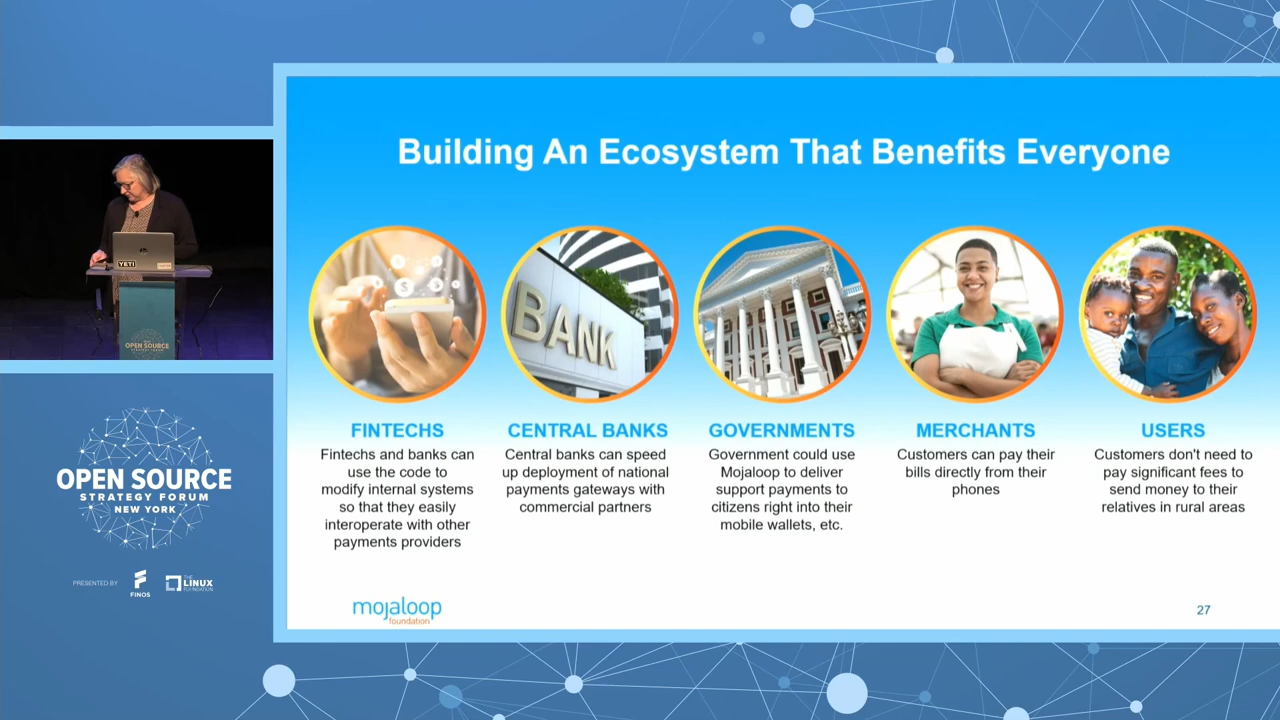 Building An Ecosystem That Benefits Everyone
BANK
FINTECHS
Fintechs and banks can
use the code to
modify internal systems
so that they easily
interoperate with other
payments providers
CENTRAL BANKS
Central banks can speed
up deployment of national
payments gateways with
commercial partners
GOVERNMENTS
Government could use
Mojaloop to deliver
support payments to
citizens right into their
mobile wallets, etc.
MERCHANTS
Customers can pay their
bills directly from their
phones
USERS
Customers don't need to
pay significant fees to
send money to their
relatives in rural areas
mojaloop
foundation
27
YETI
OPEN SOURCE
STRATEGY FORUM
OPEN SOURCE
STRATEGY FORUM
NEW YORK
PRESENTED BY
FINOS
THE
LINUX
FOUNDATION